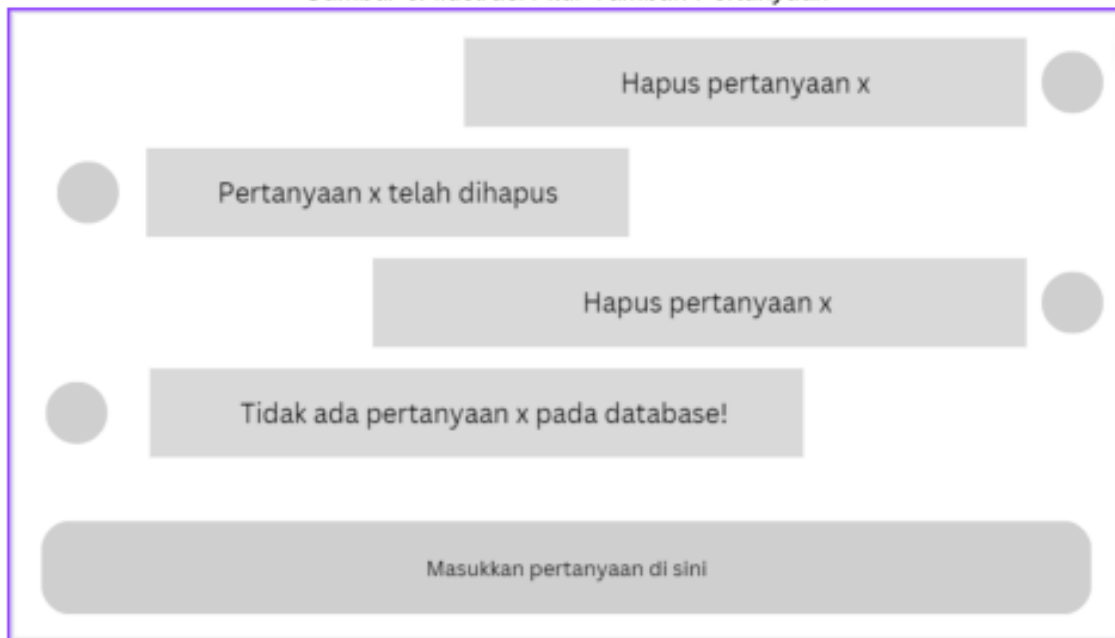 Hapus pertanyaan x
Pertanyaan x telah dihapus
Hapus pertanyaan x
Tidak ada pertanyaan x pada database!
Masukkan pertanyaan di sini